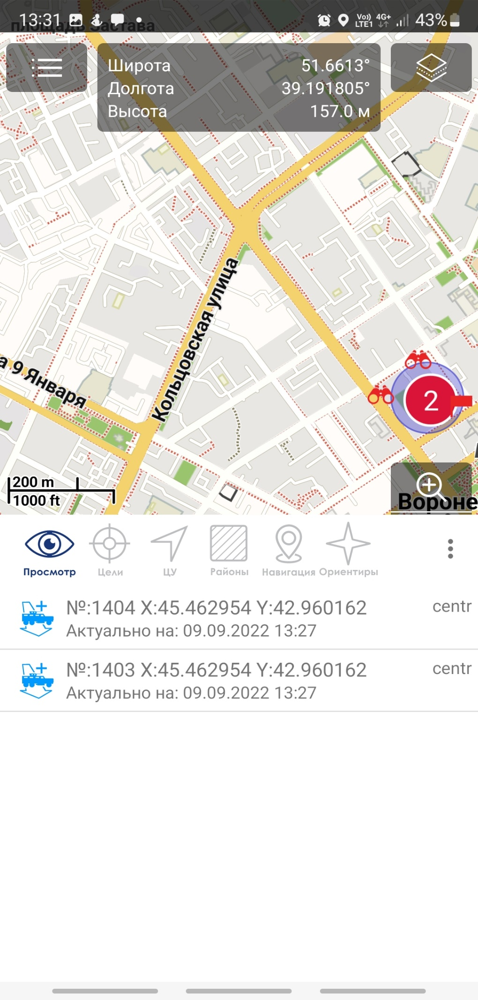 13:31
Vo)) LTE1 4G+ 43%
площадь Застава
Широта 51.6613°
Долгота 39.191805°
Высота 157.0 м
Кольцовская улица
а 9 Января
2
200 m
1000 ft
Вороне
Просмотр Цели ЦУ Районы Навигация Ориентиры
№:1404 X:45.462954 Y:42.960162 centr
Актуально на: 09.09.2022 13:27
№:1403 X:45.462954 Y:42.960162 centr
Актуально на: 09.09.2022 13:27